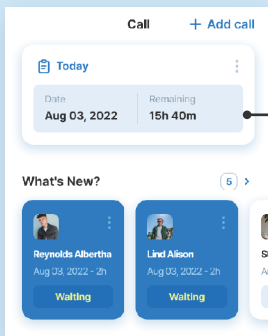 Call
+ Add call
Today
Date
Remaining
Aug 03, 2022
15h 40m
What's New?
5
Reynolds Albertha
Lind Alison
Aug 03, 2022 - 2h
Aug 03, 2022 - 2h
Waiting
Waiting